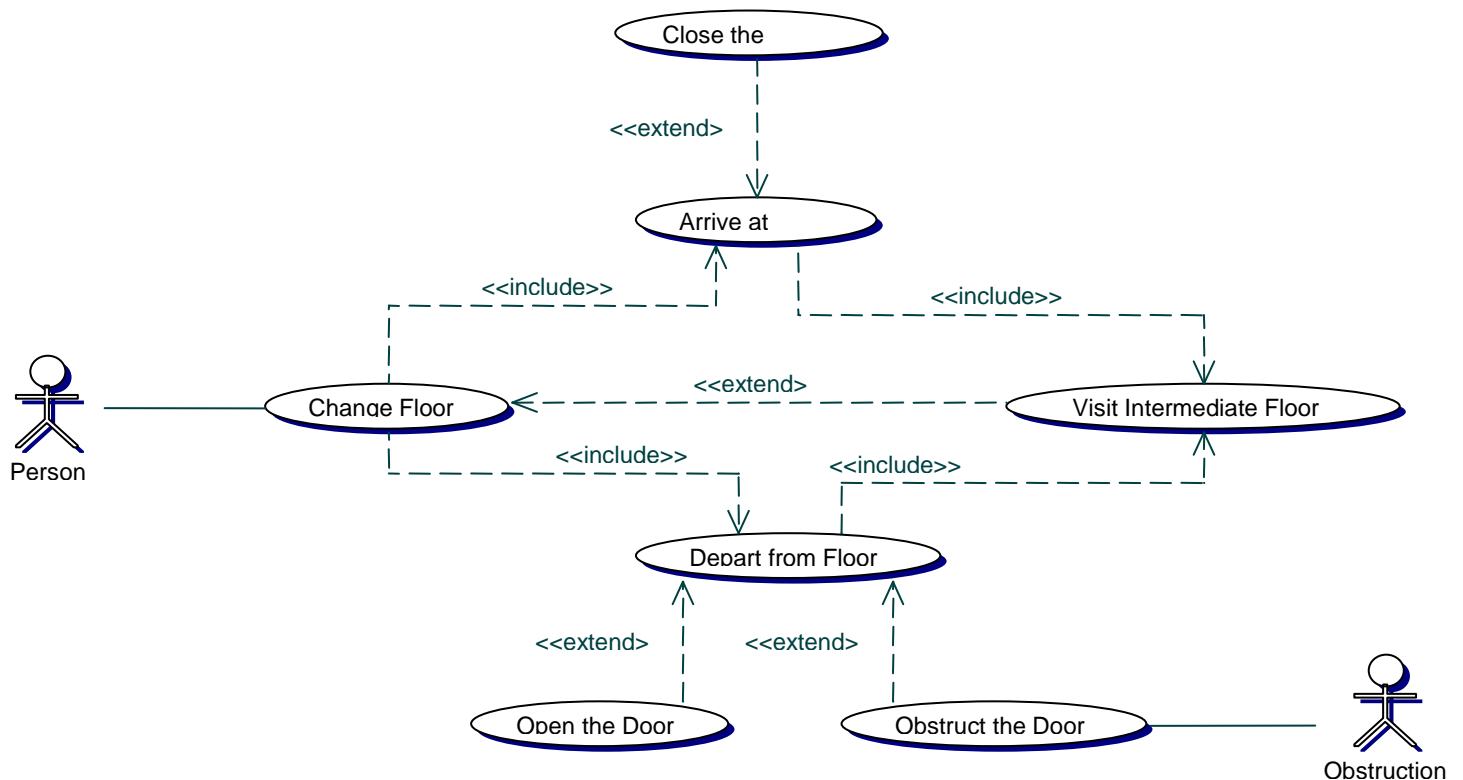 Close the
<<extend>
Arrive at
<<include>>
<<include>>
<<extend>
Change Floor
Visit Intermediate Floor
Person
<<include>>
<<include>>
Depart from Floor
<<extend>
<<extend>
Open the Door
Obstruct the Door
Obstruction